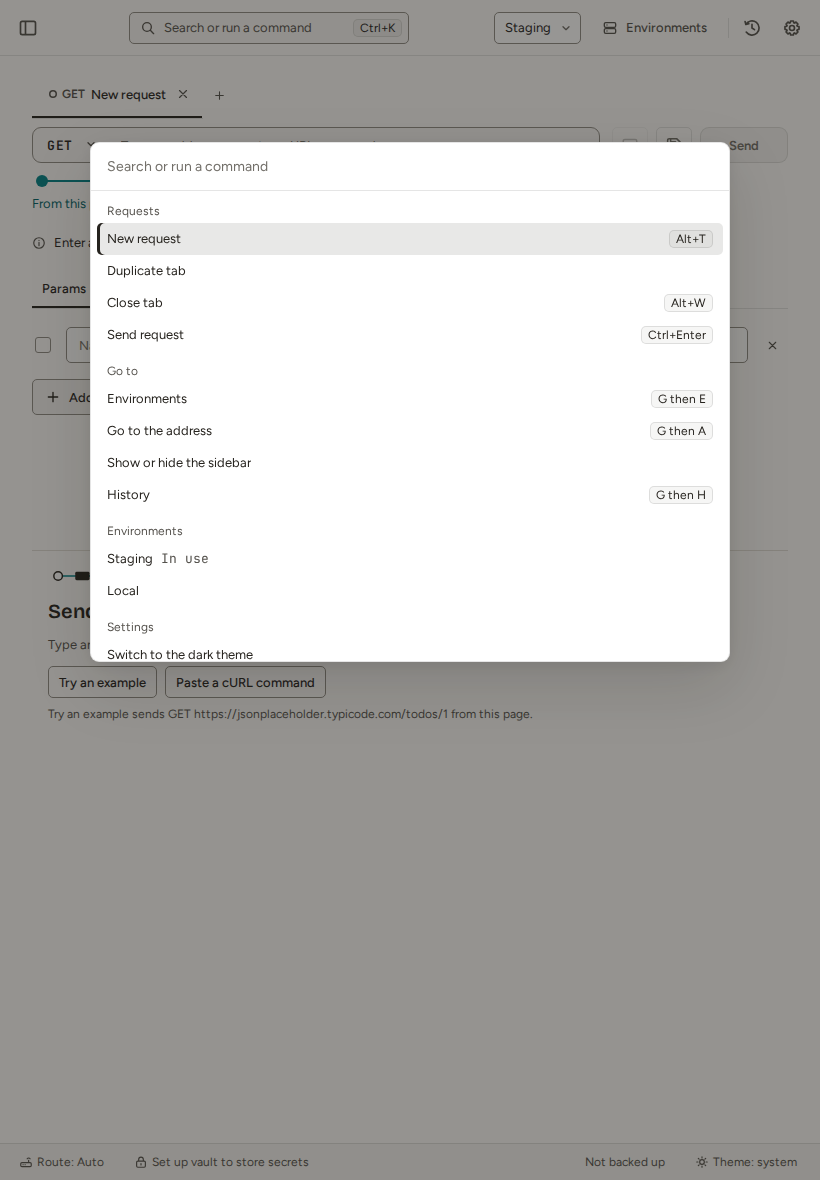 Search or run a command Ctrl+K Staging Environments
GET New request
GET Send
Search or run a command
From this
Requests
New request Alt+T
Enter a
Duplicate tab
Params
Close tab Alt+W
Send request Ctrl+Enter
Go to
Environments G then E
Add
Go to the address G then A
Show or hide the sidebar
History G then H
Environments
Staging In use
Local
Send
Settings
Type an
Switch to the dark theme
Try an example Paste a cURL command
Try an example sends GET https://jsonplaceholder.typicode.com/todos/1 from this page.
Route: Auto Set up vault to store secrets Not backed up Theme: system